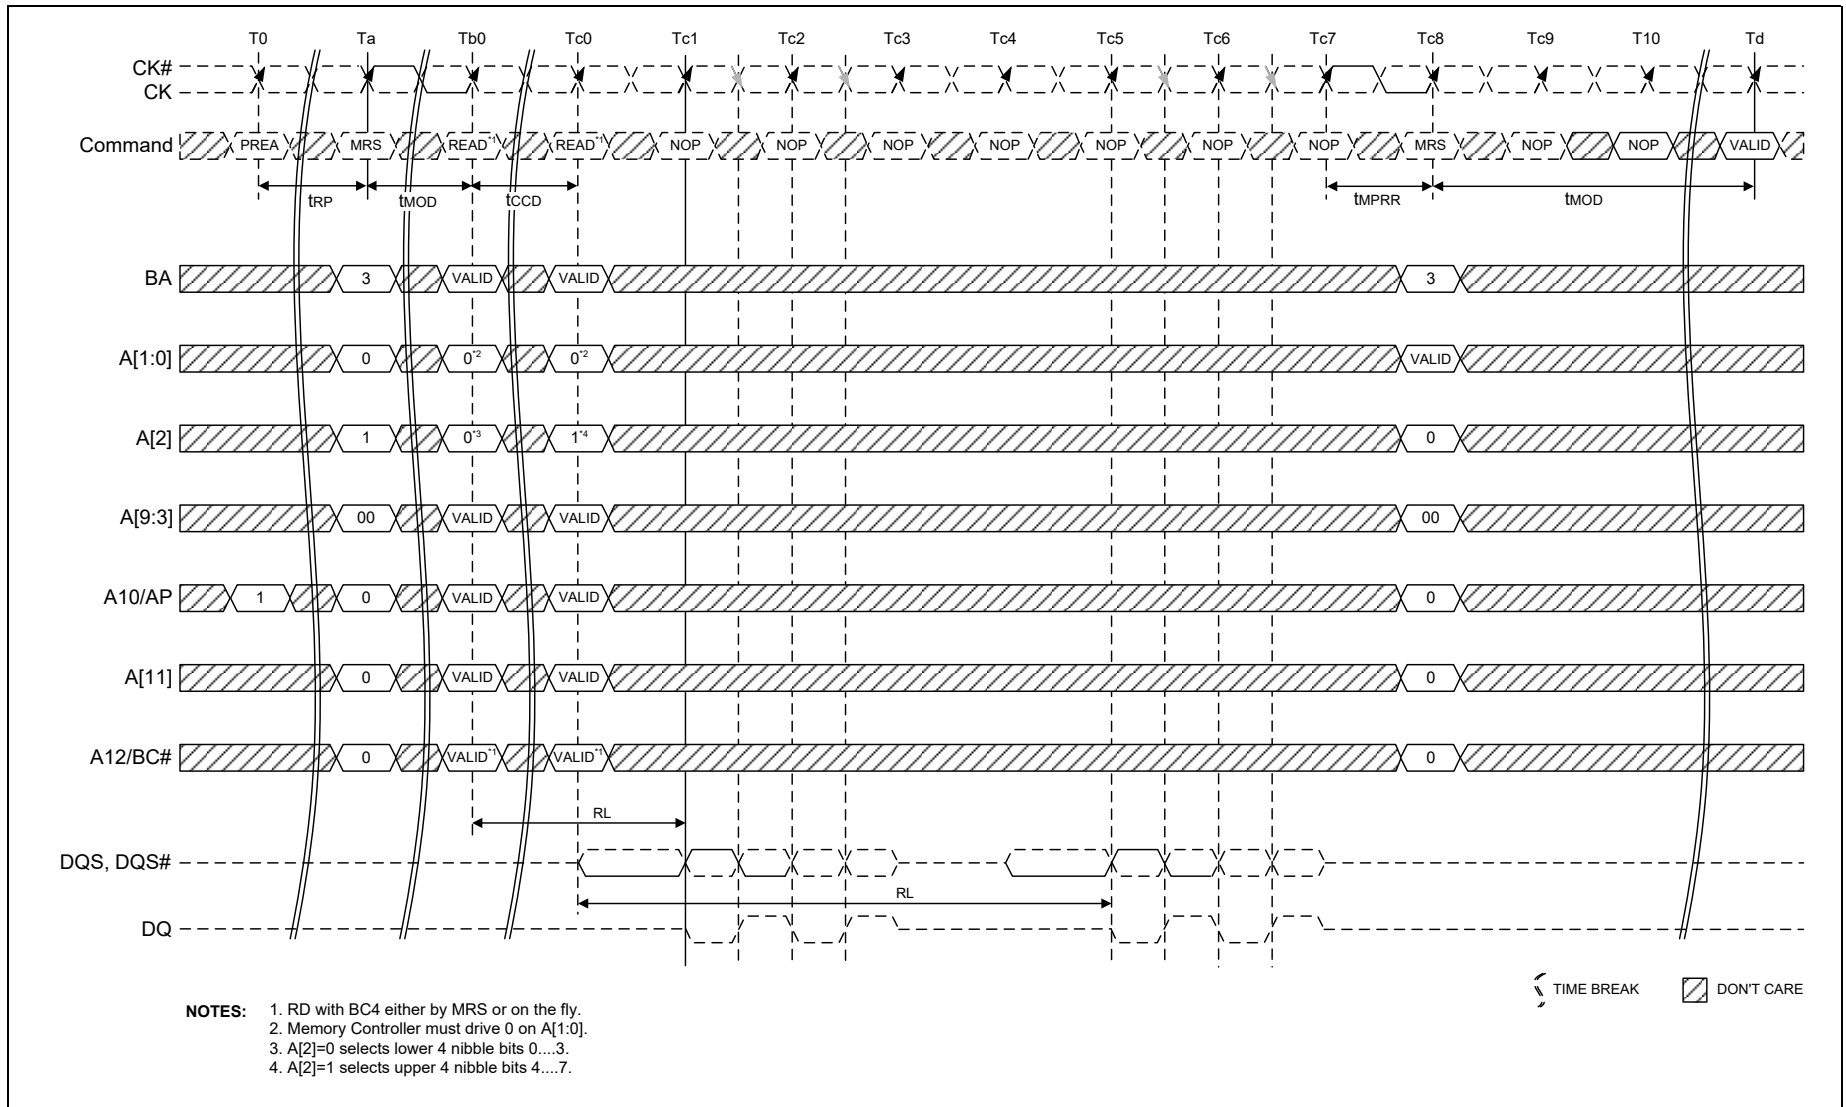 T0 Ta Tb0 Tc0 Tc1 Tc2 Tc3 Tc4 Tc5 Tc6 Tc7 Tc8 Tc9 T10 Td
CK#
CK
Command PREA MRS READ*1 READ*1 NOP NOP NOP NOP NOP NOP NOP MRS NOP NOP VALID
tRP tMOD tCCD tMPRR tMOD
BA 3 VALID VALID 3
A[1:0] 0 0*2 0*2 VALID
A[2] 1 0*3 1*4 0
A[9:3] 00 VALID VALID 00
A10/AP 1 0 VALID VALID 0
A[11] 0 VALID VALID 0
A12/BC# 0 VALID*1 VALID*1 0
RL
DQS, DQS#
RL
DQ
TIME BREAK DON'T CARE
NOTES: 1. RD with BC4 either by MRS or on the fly.
2. Memory Controller must drive 0 on A[1:0].
3. A[2]=0 selects lower 4 nibble bits 0....3.
4. A[2]=1 selects upper 4 nibble bits 4....7.